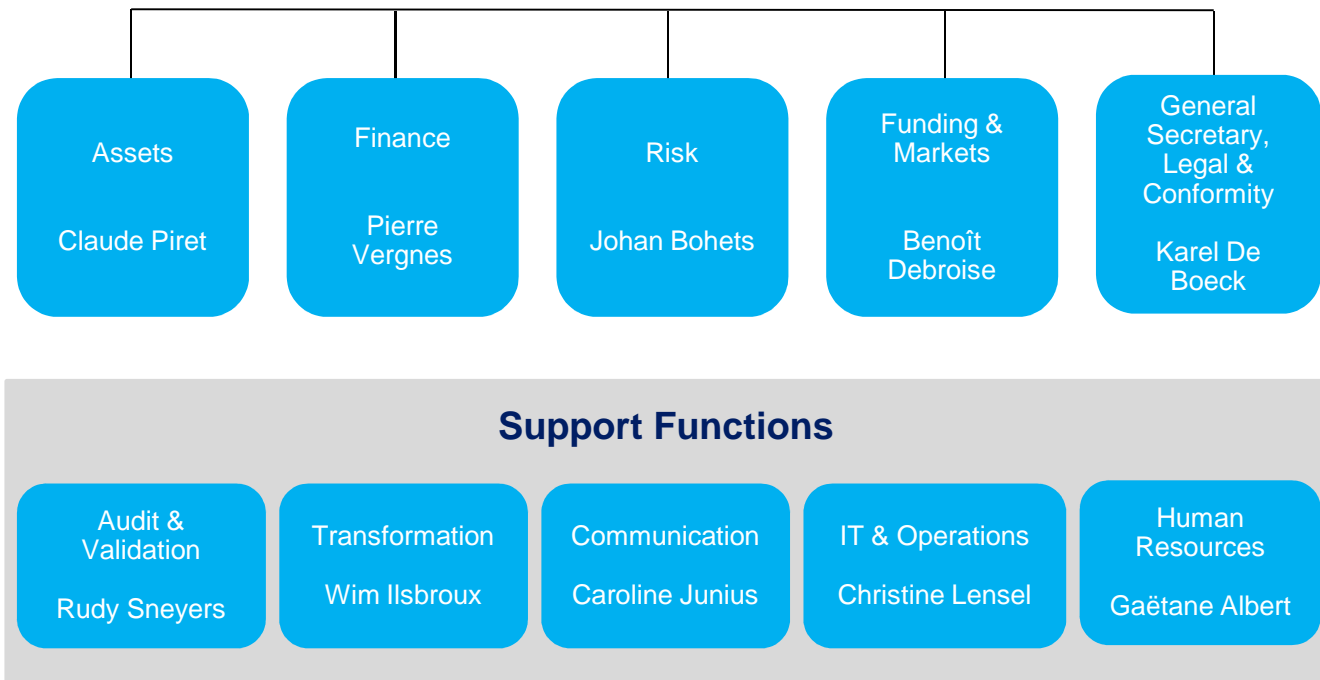 Assets
Claude Piret
Finance
Pierre
Vergnes
Risk
Johan Bohets
Funding &
Markets
Benoît
Debroise
General
Secretary,
Legal &
Conformity
Karel De
Boeck
Support Functions
Audit &
Validation
Rudy Sneyers
Transformation
Wim Ilsbroux
Communication
Caroline Junius
IT & Operations
Christine Lensel
Human
Resources
Gaëtane Albert